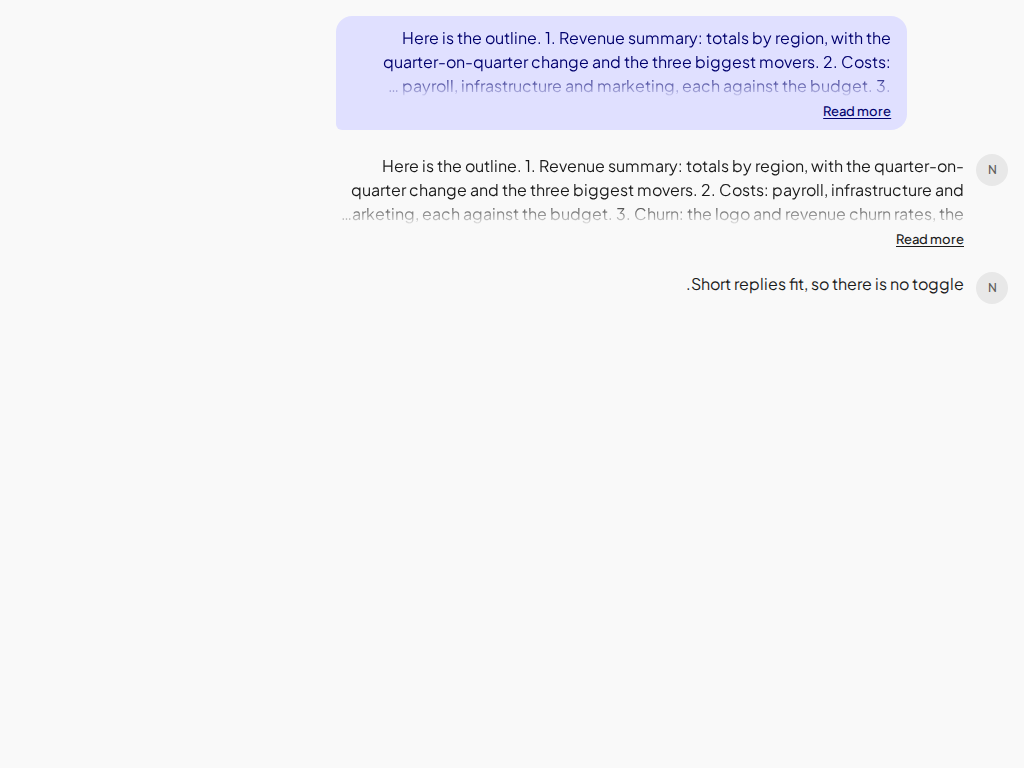 Here is the outline. 1. Revenue summary: totals by region, with the
quarter-on-quarter change and the three biggest movers. 2. Costs:
payroll, infrastructure and marketing, each against the budget. 3. …
Read more
Here is the outline. 1. Revenue summary: totals by region, with the quarter-on-
quarter change and the three biggest movers. 2. Costs: payroll, infrastructure and
…arketing, each against the budget. 3. Churn: the logo and revenue churn rates, the
N
Read more
Short replies fit, so there is no toggle.
N